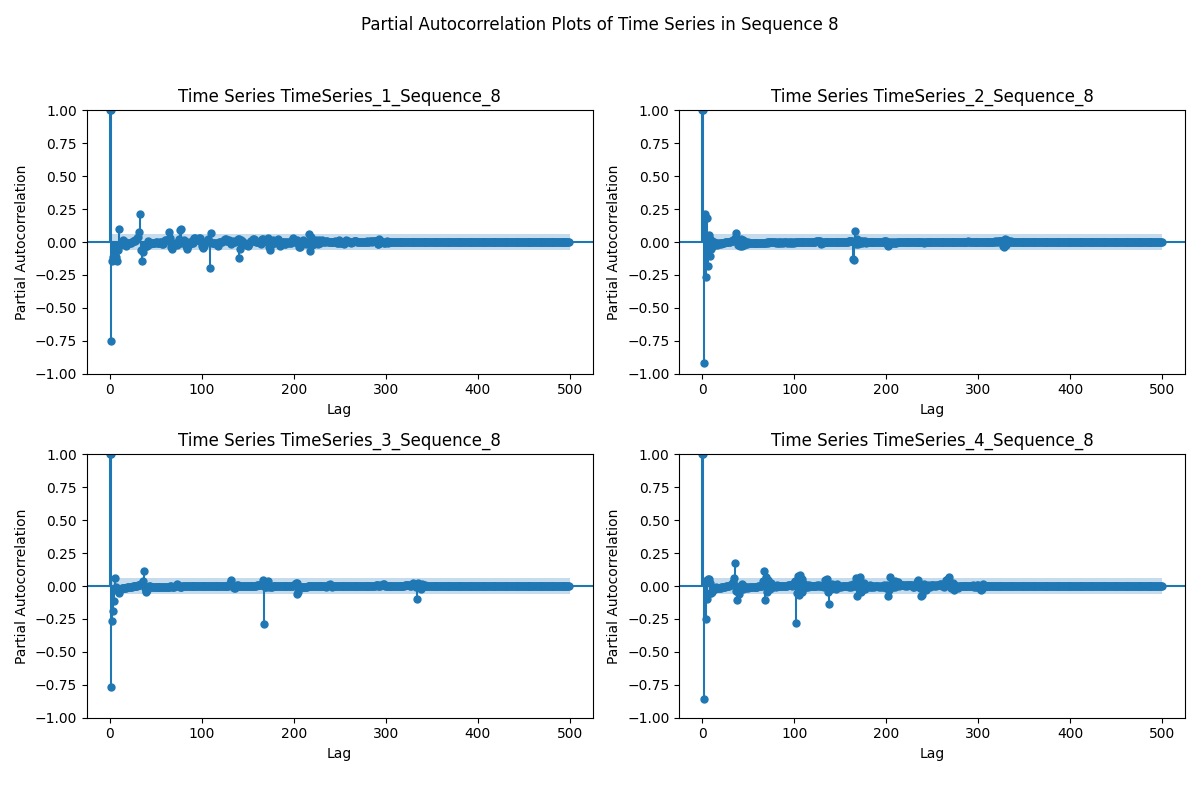 Partial Autocorrelation Plots of Time Series in Sequence 8
Time Series TimeSeries_1_Sequence_8
Partial Autocorrelation
1.00
0.75
0.50
0.25
0.00
−0.25
−0.50
−0.75
−1.00
0 100 200 300 400 500
Lag
Time Series TimeSeries_2_Sequence_8
Partial Autocorrelation
1.00
0.75
0.50
0.25
0.00
−0.25
−0.50
−0.75
−1.00
0 100 200 300 400 500
Lag
Time Series TimeSeries_3_Sequence_8
Partial Autocorrelation
1.00
0.75
0.50
0.25
0.00
−0.25
−0.50
−0.75
−1.00
0 100 200 300 400 500
Lag
Time Series TimeSeries_4_Sequence_8
Partial Autocorrelation
1.00
0.75
0.50
0.25
0.00
−0.25
−0.50
−0.75
−1.00
0 100 200 300 400 500
Lag